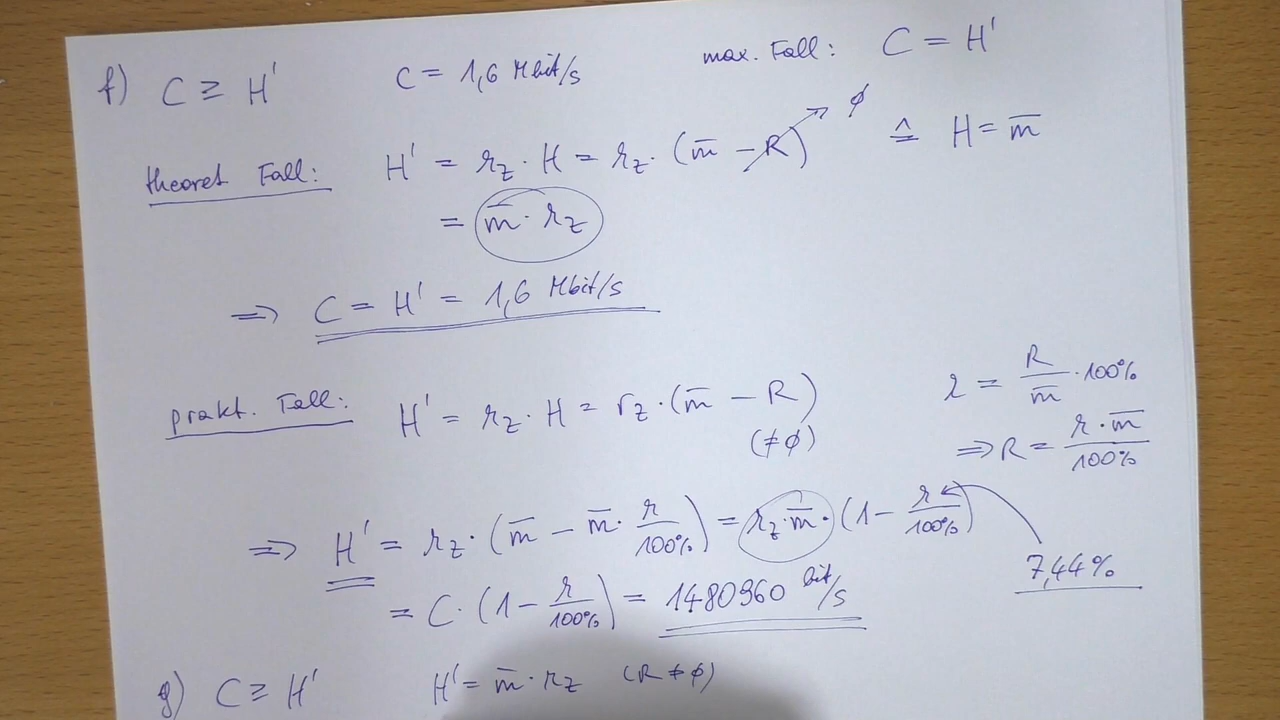 f) C ≥ H' C = 1,6 Mbit/s max. Fall: C = H'
theoret Fall: H' = r_z · H = r_z · (m̄ − R) ∅ ≙ H = m̄
= m̄ · r_z
⇒ C = H' = 1,6 Mbit/s
prakt. Fall: H' = r_z · H = r_z · (m̄ − R) r = R/m̄ · 100%
(≠ ∅) ⇒ R = r · m̄/100%
⇒ H' = r_z · (m̄ − m̄ · r/100%) = r_z · m̄ · (1 − r/100%) 7,44%
= C · (1 − r/100%) = 1480960 bit/s
g) C ≥ H' H' = m̄ · r_z (R ≠ ∅)